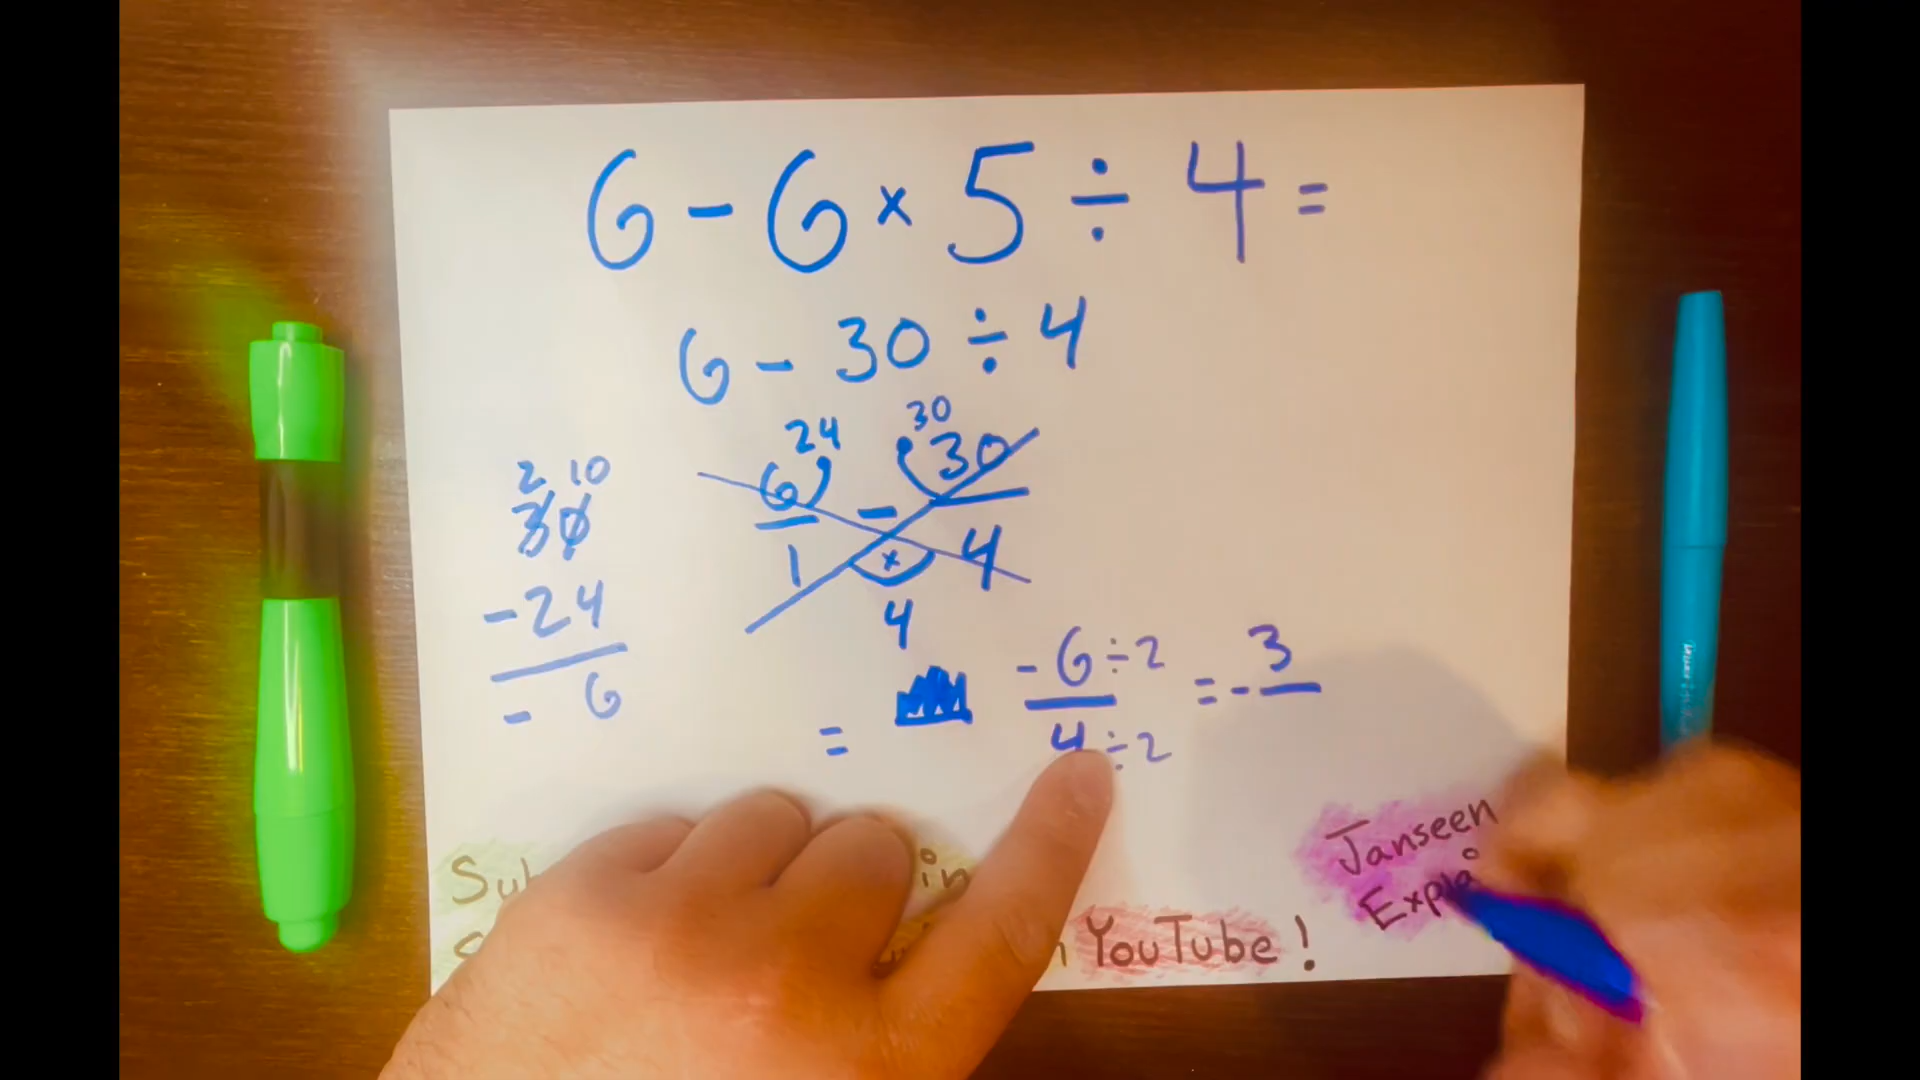 6 - 6 × 5 ÷ 4 =
6 - 30 ÷ 4
24 30
6 - 30
1 × 4
4
2 10
30
- 24
- 6
= - 6 ÷ 2 = - 3
4 ÷ 2
Janseen
in
YouTube!